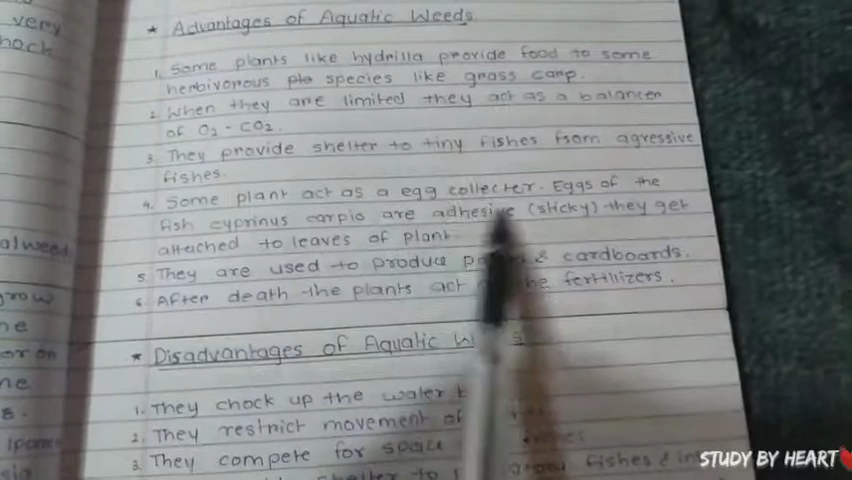 very
hock
* Advantages of Aquatic Weeds
1. Some plants like hydrilla provide food to some
herbivorous species like grass carp.
2. When they are limited they act as a balancer
of O2 - CO2.
3. They provide shelter to tiny fishes from agressive
fishes.
4. Some plant act as a egg collecter. Eggs of the
fish cyprinus carpio are adhesive (sticky) they get
attached to leaves of plant.
5. They are used to produce & cardboards.
6. After death the plants act the fertilizers.
* Disadvantages of Aquatic
1. They chock up the water
2. They restrict movement of
3. They compete for space
shelter to fishes &
al weed
grow
or on
STUDY BY HEART